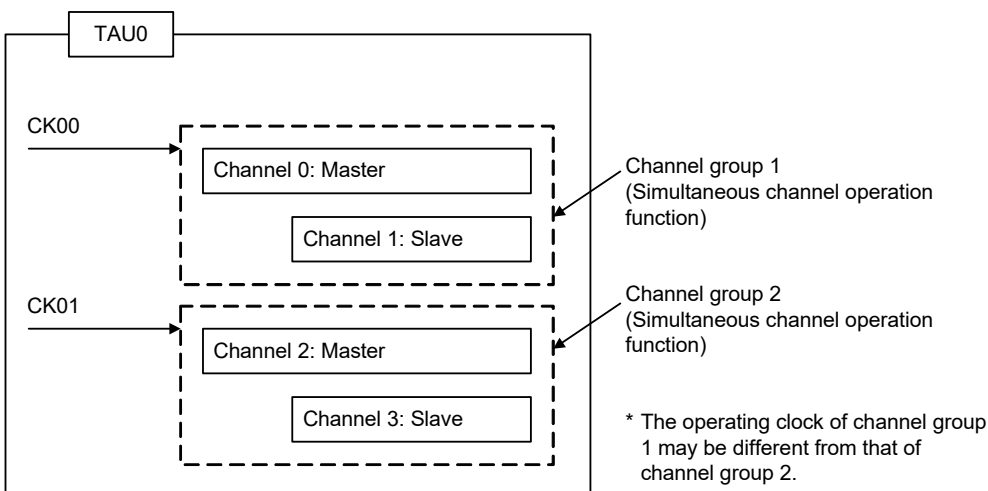 TAU0
CK00
Channel 0: Master
Channel 1: Slave
Channel group 1
(Simultaneous channel operation
function)
CK01
Channel 2: Master
Channel 3: Slave
Channel group 2
(Simultaneous channel operation
function)
* The operating clock of channel group
1 may be different from that of
channel group 2.